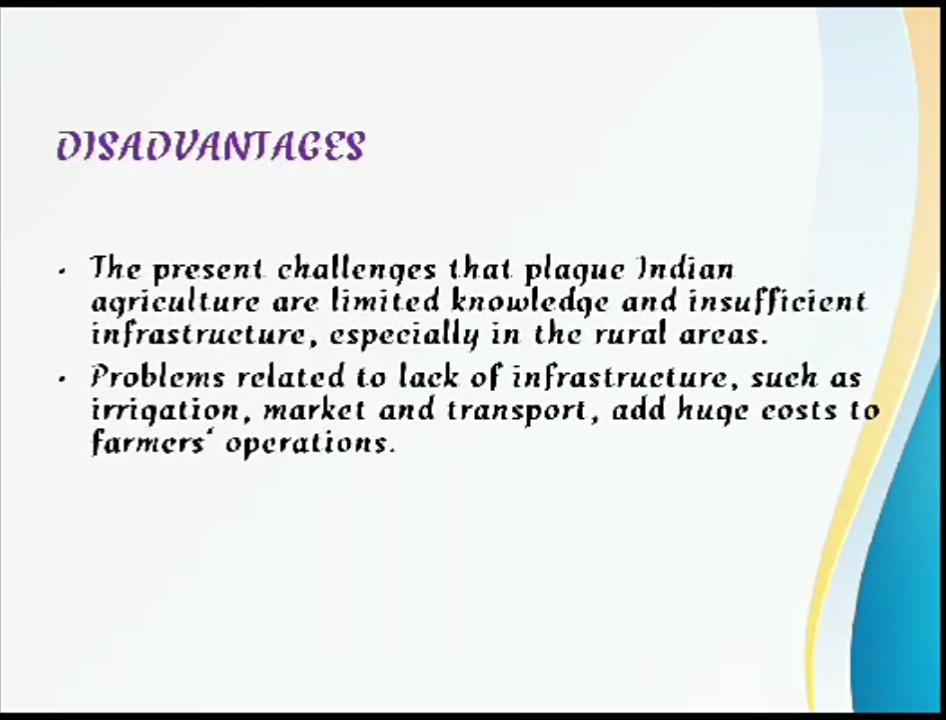 DISADVANTAGES
• The present challenges that plague Indian
agriculture are limited knowledge and insufficient
infrastructure, especially in the rural areas.
• Problems related to lack of infrastructure, such as
irrigation, market and transport, add huge costs to
farmers' operations.